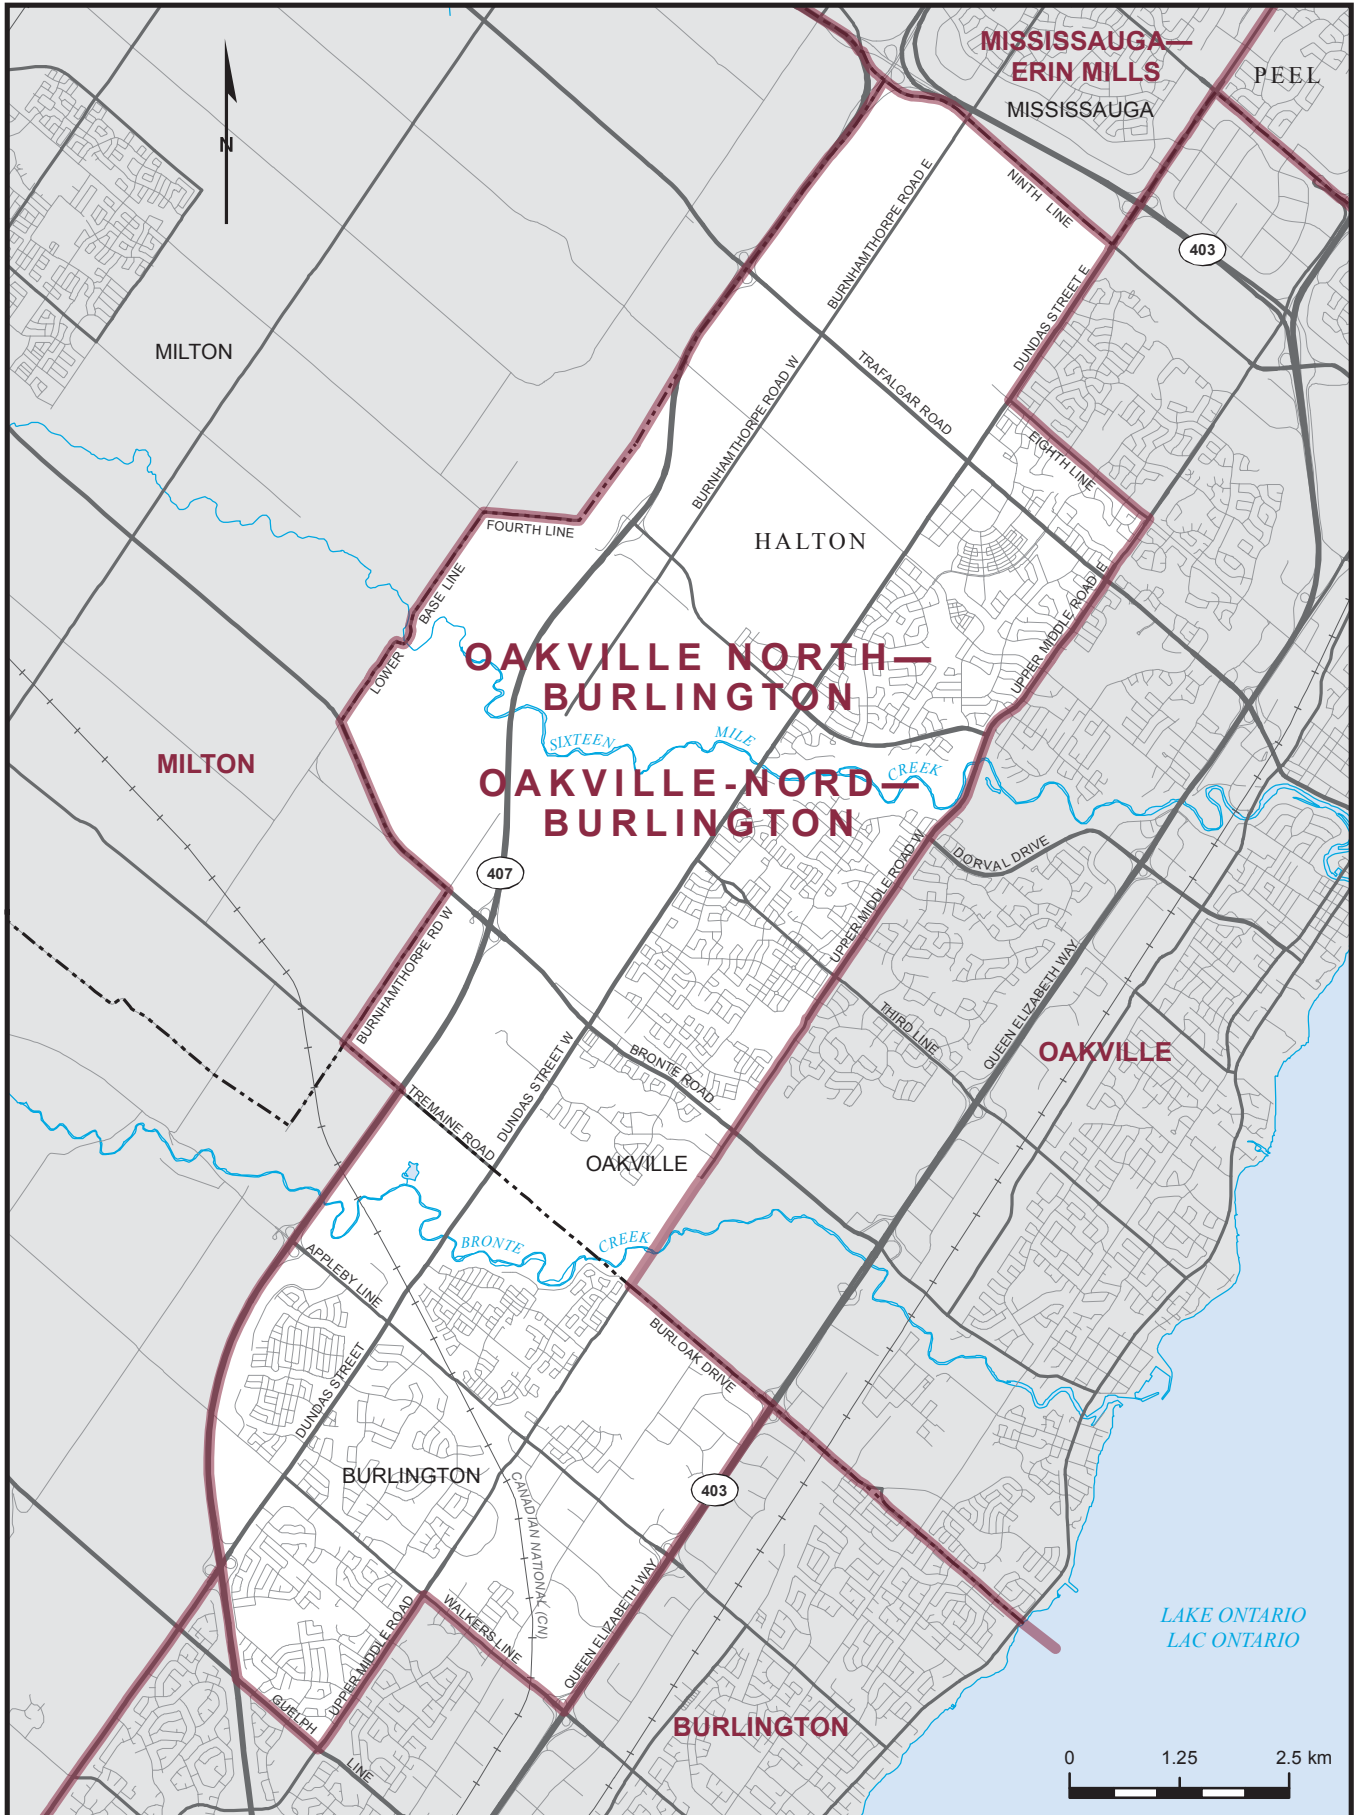 MISSISSAUGA—
ERIN MILLS
PEEL
MISSISSAUGA
N
NINTH LINE
BURNHAMTHORPE ROAD E
403
DUNDAS STREET E
MILTON
TRAFALGAR ROAD
BURNHAMTHORPE ROAD W
EIGHTH LINE
FOURTH LINE
HALTON
BASE LINE
LOWER
UPPER MIDDLE ROAD E
OAKVILLE NORTH—
BURLINGTON
SIXTEEN MILE CREEK
MILTON
OAKVILLE-NORD—
BURLINGTON
DORVAL DRIVE
407
UPPER MIDDLE ROAD W
BURNHAMTHORPE RD W
QUEEN ELIZABETH WAY
THIRD LINE
OAKVILLE
BRONTE ROAD
DUNDAS STREET W
TREMAINE ROAD
OAKVILLE
BRONTE CREEK
APPLEBY LINE
BURLOAK DRIVE
DUNDAS STREET
BURLINGTON
403
CANADIAN NATIONAL (CN)
QUEEN ELIZABETH WAY
WALKERS LINE
UPPER MIDDLE ROAD
LAKE ONTARIO
LAC ONTARIO
GUELPH LINE
BURLINGTON
0 1.25 2.5 km